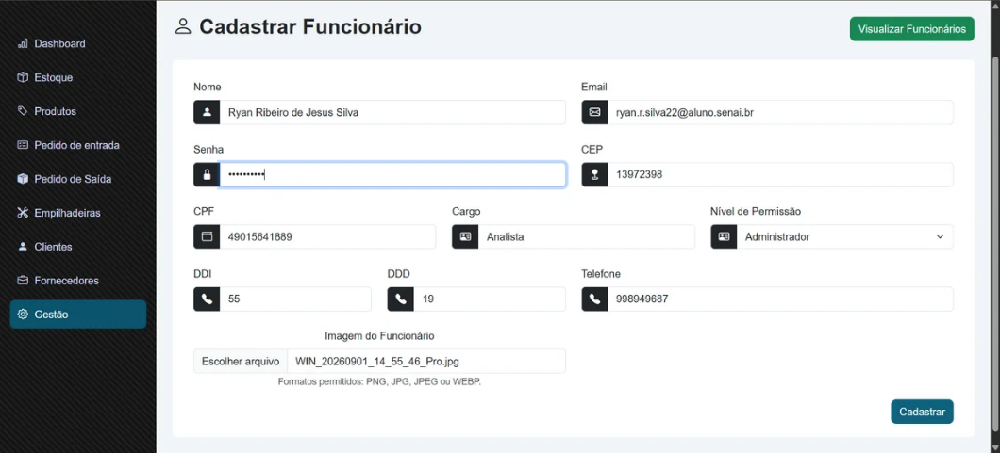 Dashboard
Estoque
Produtos
Pedido de entrada
Pedido de Saída
Empilhadeiras
Clientes
Fornecedores
Gestão
Cadastrar Funcionário
Visualizar Funcionários
Nome
Email
Ryan Ribeiro de Jesus Silva
ryan.r.silva22@aluno.senai.br
Senha
CEP
••••••••••
13972398
CPF
Cargo
Nível de Permissão
49015641889
Analista
Administrador
DDI
DDD
Telefone
55
19
998949687
Imagem do Funcionário
Escolher arquivo WIN_20260901_14_55_46_Pro.jpg
Formatos permitidos: PNG, JPG, JPEG ou WEBP.
Cadastrar